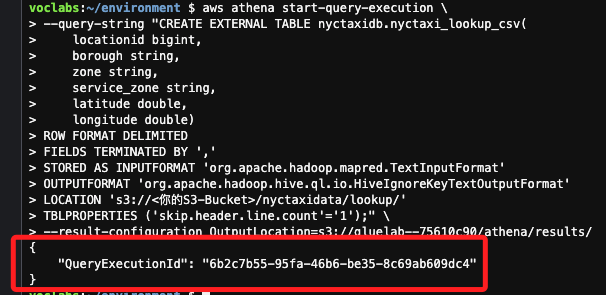 voclabs:~/environment $ aws athena start-query-execution \
> --query-string "CREATE EXTERNAL TABLE nyctaxidb.nyctaxi_lookup_csv(
>     locationid bigint,
>     borough string,
>     zone string,
>     service_zone string,
>     latitude double,
>     longitude double)
> ROW FORMAT DELIMITED
> FIELDS TERMINATED BY ','
> STORED AS INPUTFORMAT 'org.apache.hadoop.mapred.TextInputFormat'
> OUTPUTFORMAT 'org.apache.hadoop.hive.ql.io.HiveIgnoreKeyTextOutputFormat'
> LOCATION 's3://<你的S3-Bucket>/nyctaxidata/lookup/'
> TBLPROPERTIES ('skip.header.line.count'='1');" \
> --result-configuration OutputLocation=s3://gluelab--75610c90/athena/results/
{
    "QueryExecutionId": "6b2c7b55-95fa-46b6-be35-8c69ab609dc4"
}